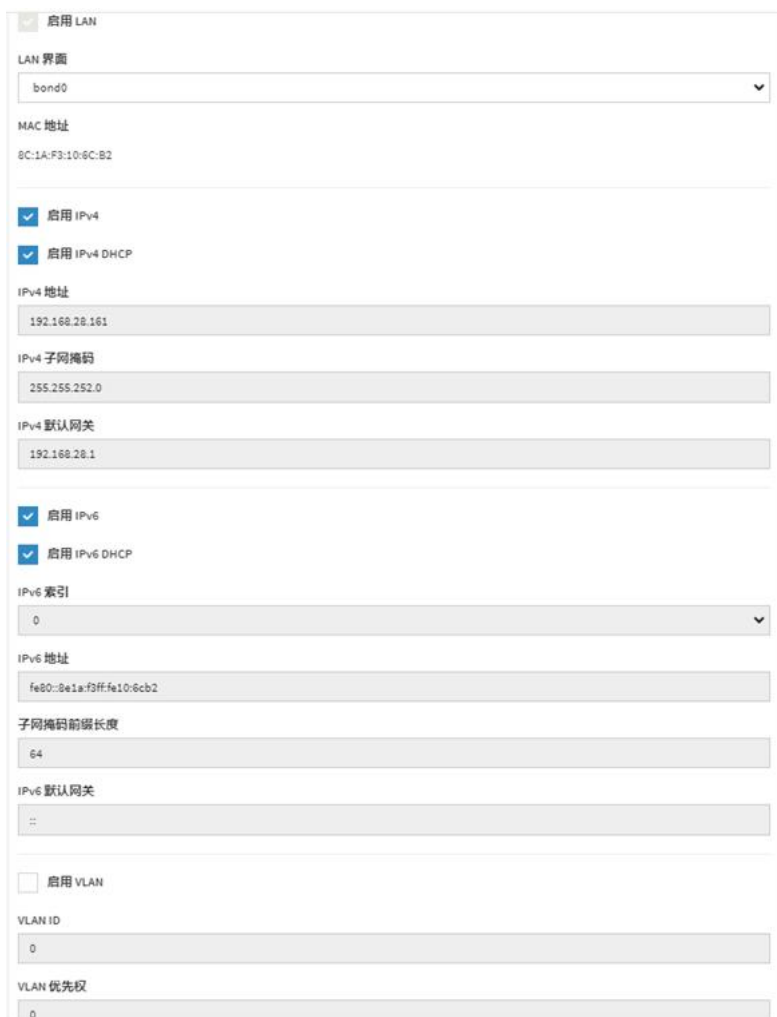 启用 LAN
LAN 界面
bond0
MAC 地址
8C:1A:F3:10:6C:B2
启用 IPv4
启用 IPv4 DHCP
IPv4 地址
192.168.28.161
IPv4 子网掩码
255.255.252.0
IPv4 默认网关
192.168.28.1
启用 IPv6
启用 IPv6 DHCP
IPv6 索引
0
IPv6 地址
fe80::8e1a:f3ff:fe10:6cb2
子网掩码前缀长度
64
IPv6 默认网关
::
启用 VLAN
VLAN ID
0
VLAN 优先权
0